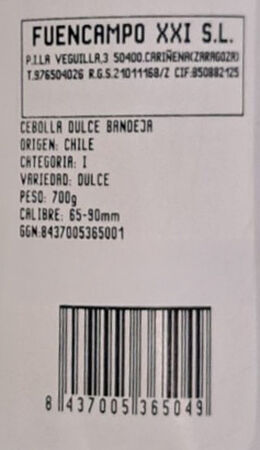 FUENCAMPO XXI S.L.
P.I.LA VEGUILLA,3 50400.CARIÑENA(ZARAGOZA)
T.976504026 R.G.S.21011168/Z CIF:B50882125
CEBOLLA DULCE BANDEJA
ORIGEN: CHILE
CATEGORIA: I
VARIEDAD: DULCE
PESO: 700g
CALIBRE: 65-90mm
GGN:8437005365001
8 437005 365049